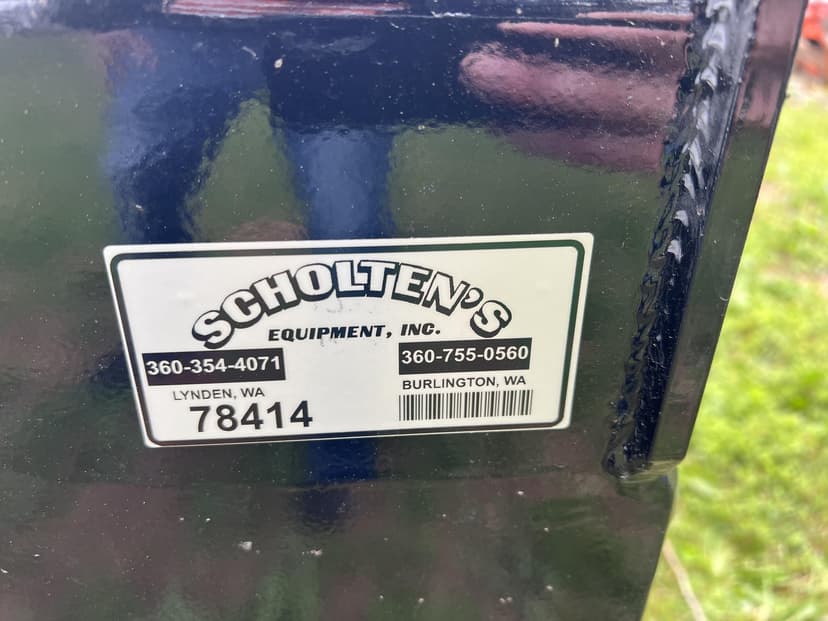 SCHOLTEN'S
EQUIPMENT, INC.
360-354-4071
360-755-0560
LYNDEN, WA
BURLINGTON, WA
78414